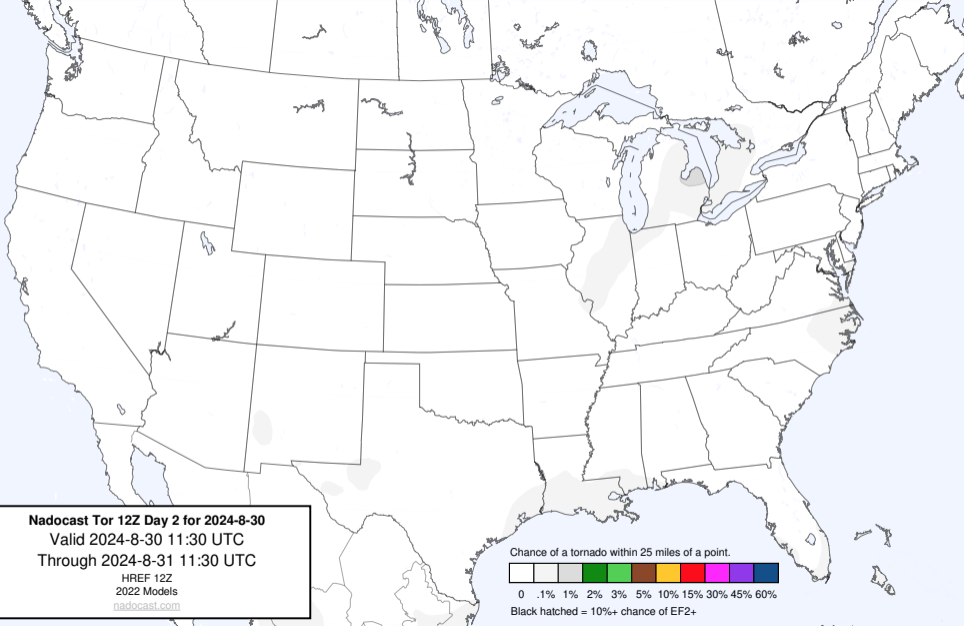 Nadocast Tor 12Z Day 2 for 2024-8-30
Valid 2024-8-30 11:30 UTC
Through 2024-8-31 11:30 UTC
HREF 12Z
2022 Models
nadocast.com
Chance of a tornado within 25 miles of a point.
0 .1% 1% 2% 3% 5% 10% 15% 30% 45% 60%
Black hatched = 10%+ chance of EF2+